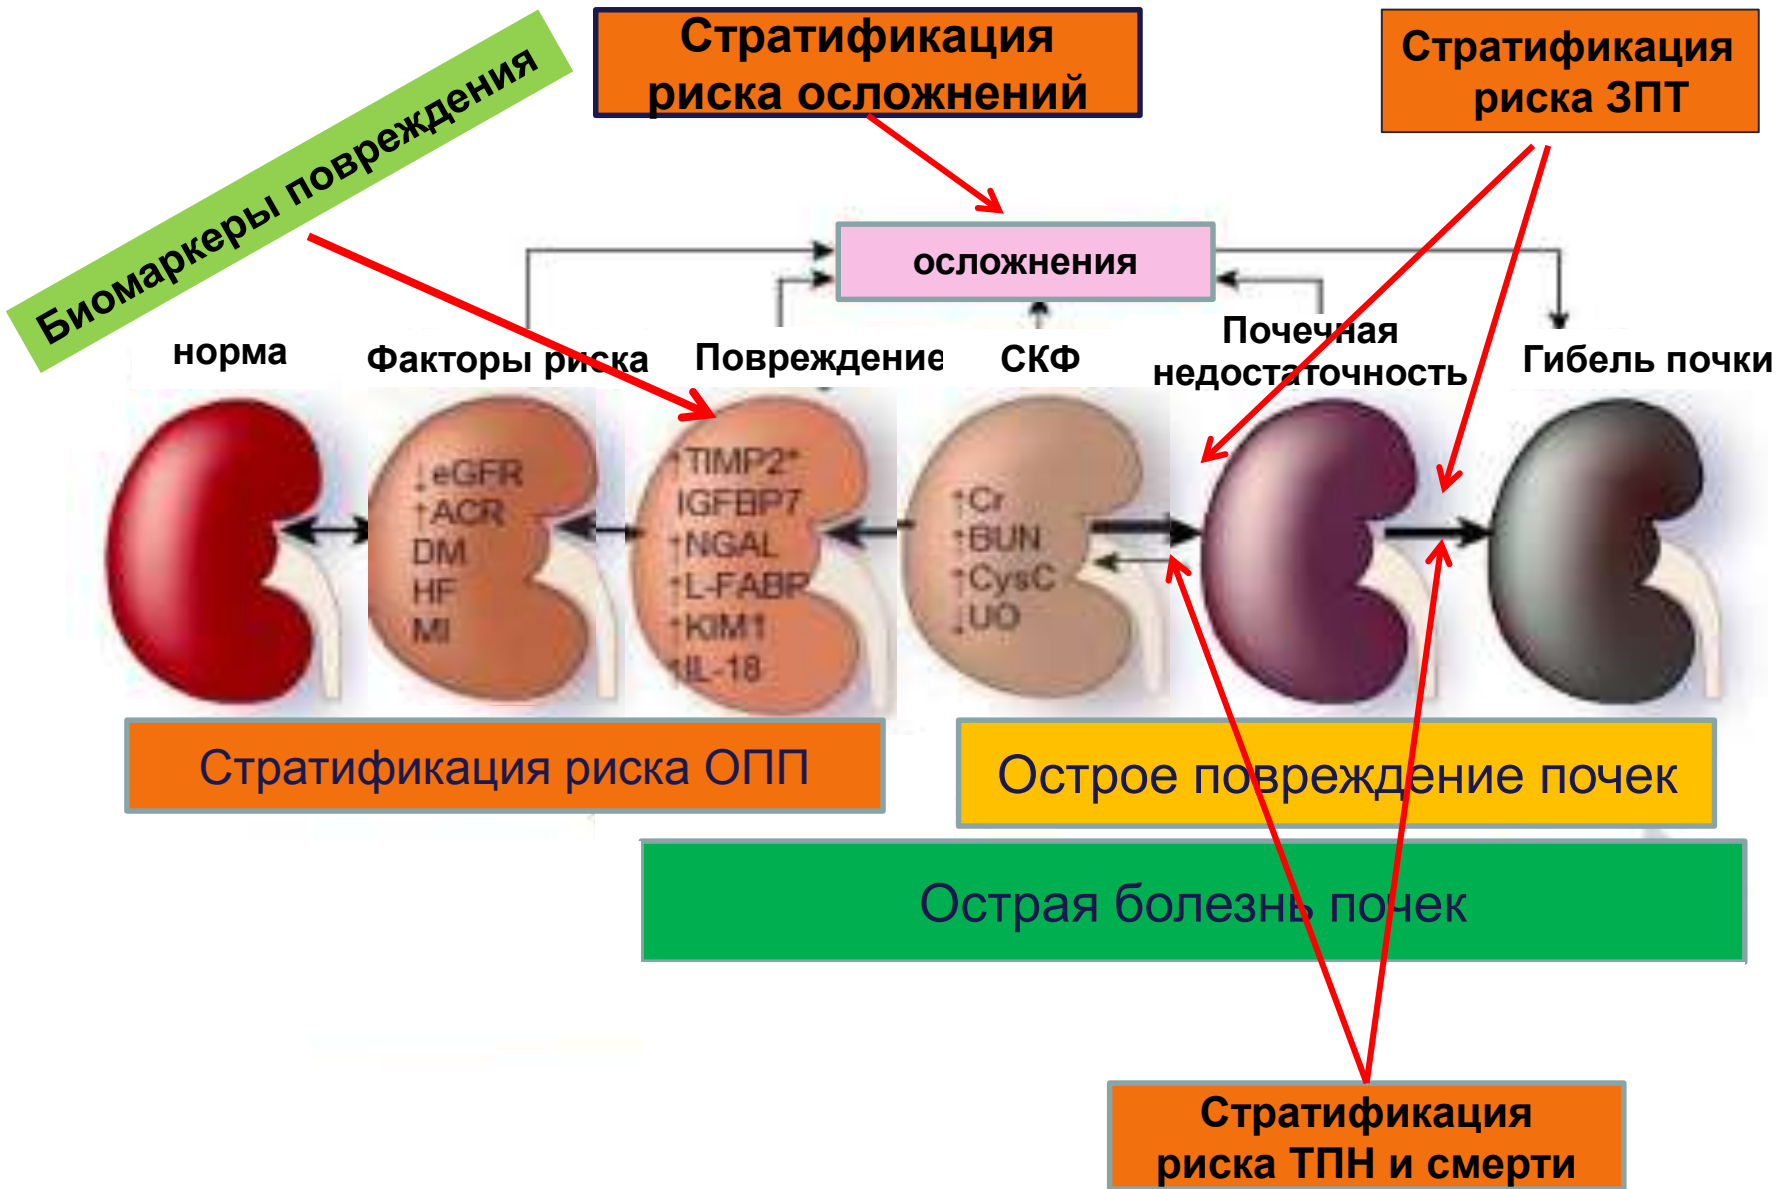 Стратификация
риска осложнений
Стратификация
риска ЗПТ
Биомаркеры повреждения
осложнения
норма
Факторы риска
Повреждение
СКФ
Почечная
недостаточность
Гибель почки
↓eGFR
↑ACR
DM
HF
MI
↑TIMP2*
IGFBP7
↑NGAL
↑L-FABP
↑KIM1
↑IL-18
↑Cr
↑BUN
↑CysC
↓UO
Стратификация риска ОПП
Острое повреждение почек
Острая болезнь почек
Стратификация
риска ТПН и смерти